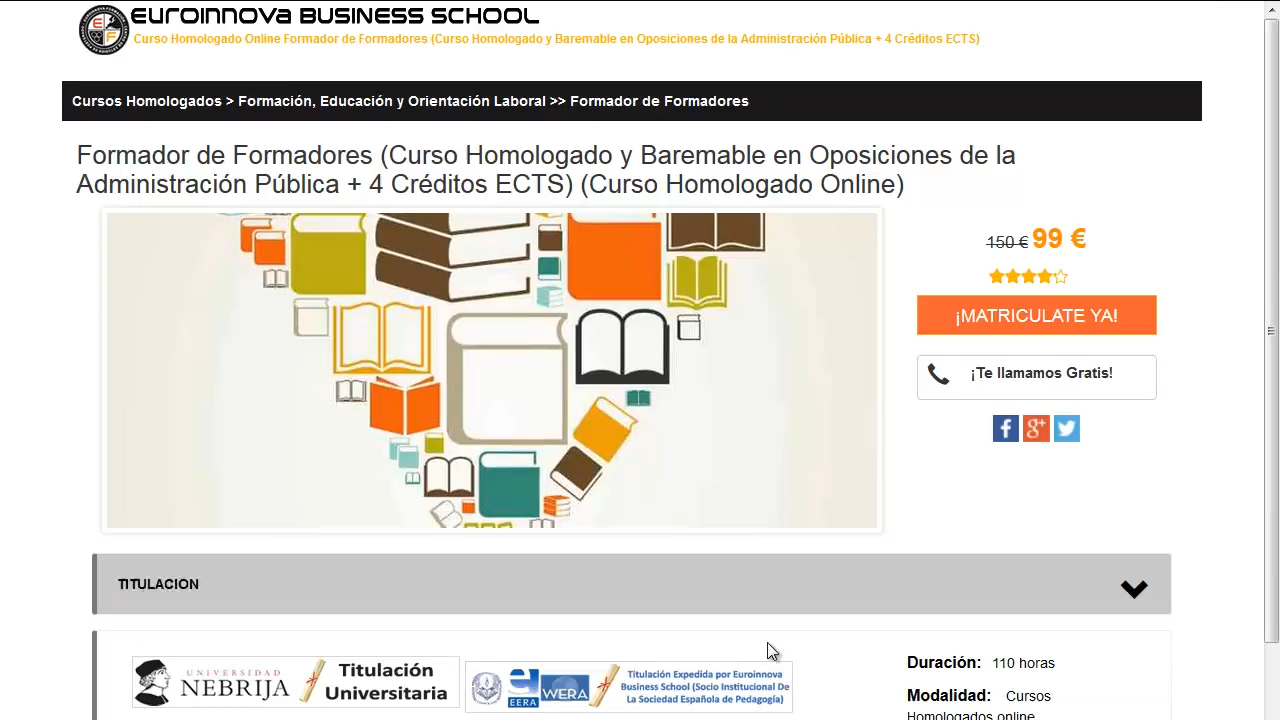 EUROINNOVA BUSINESS SCHOOL
Curso Homologado Online Formador de Formadores (Curso Homologado y Baremable en Oposiciones de la Administración Pública + 4 Créditos ECTS)
Cursos Homologados > Formación, Educación y Orientación Laboral >> Formador de Formadores
Formador de Formadores (Curso Homologado y Baremable en Oposiciones de la
Administración Pública + 4 Créditos ECTS) (Curso Homologado Online)
150 € 99 €
¡MATRICULATE YA!
¡Te llamamos Gratis!
f g+
TITULACION
UNIVERSIDAD
NEBRIJA
Titulación
Universitaria
EERA
WERA
Titulación Expedida por Euroinnova
Business School (Socio Institucional De
La Sociedad Española de Pedagogía)
Duración: 110 horas
Modalidad: Cursos
Homologados online